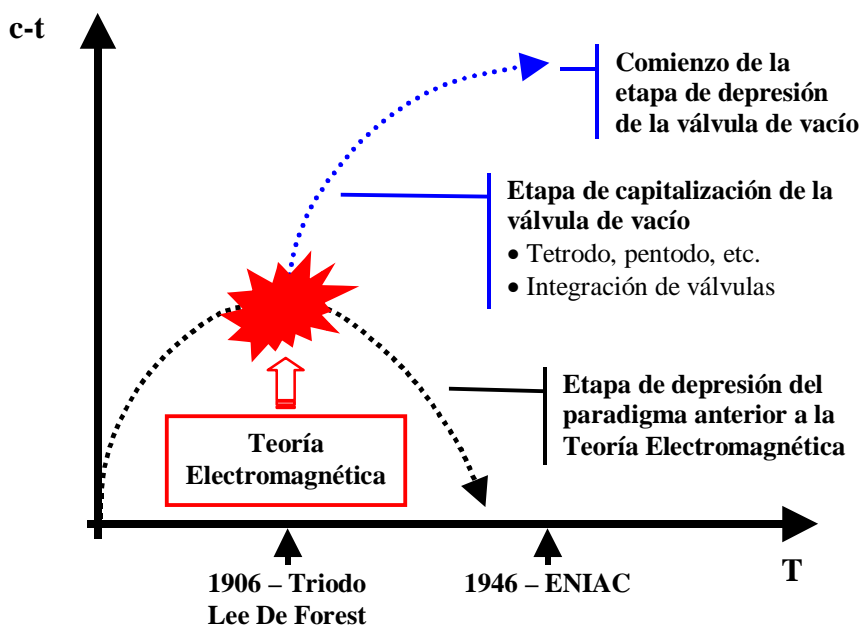 c-t
Comienzo de la
etapa de depresión
de la válvula de vacío
Etapa de capitalización de la
válvula de vacío
• Tetrodo, pentodo, etc.
• Integración de válvulas
Etapa de depresión del
paradigma anterior a la
Teoría Electromagnética
Teoría
Electromagnética
T
1906 – Triodo
Lee De Forest
1946 – ENIAC